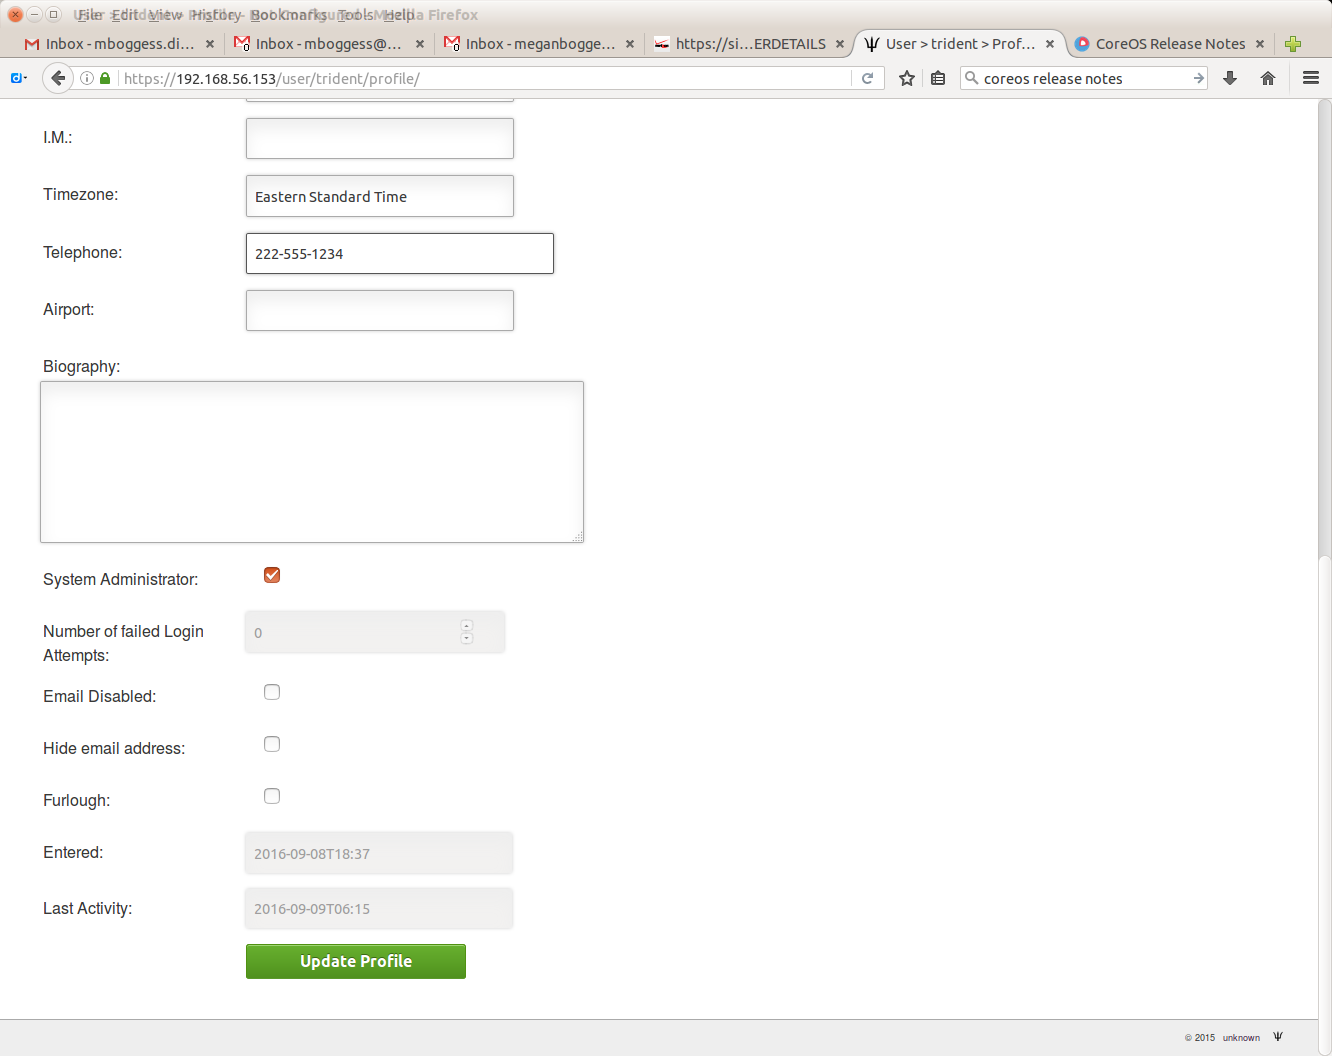 File Edit View History Bookmarks Tools Help
Inbox - mboggess.di... Inbox - mboggess@... Inbox - meganbogge... https://si...ERDETAILS User > trident > Prof... CoreOS Release Notes
https://192.168.56.153/user/trident/profile/ coreos release notes
I.M.:
Timezone: Eastern Standard Time
Telephone: 222-555-1234
Airport:
Biography:
System Administrator:
Number of failed Login
Attempts: 0
Email Disabled:
Hide email address:
Furlough:
Entered: 2016-09-08T18:37
Last Activity: 2016-09-09T06:15
Update Profile
© 2015 unknown